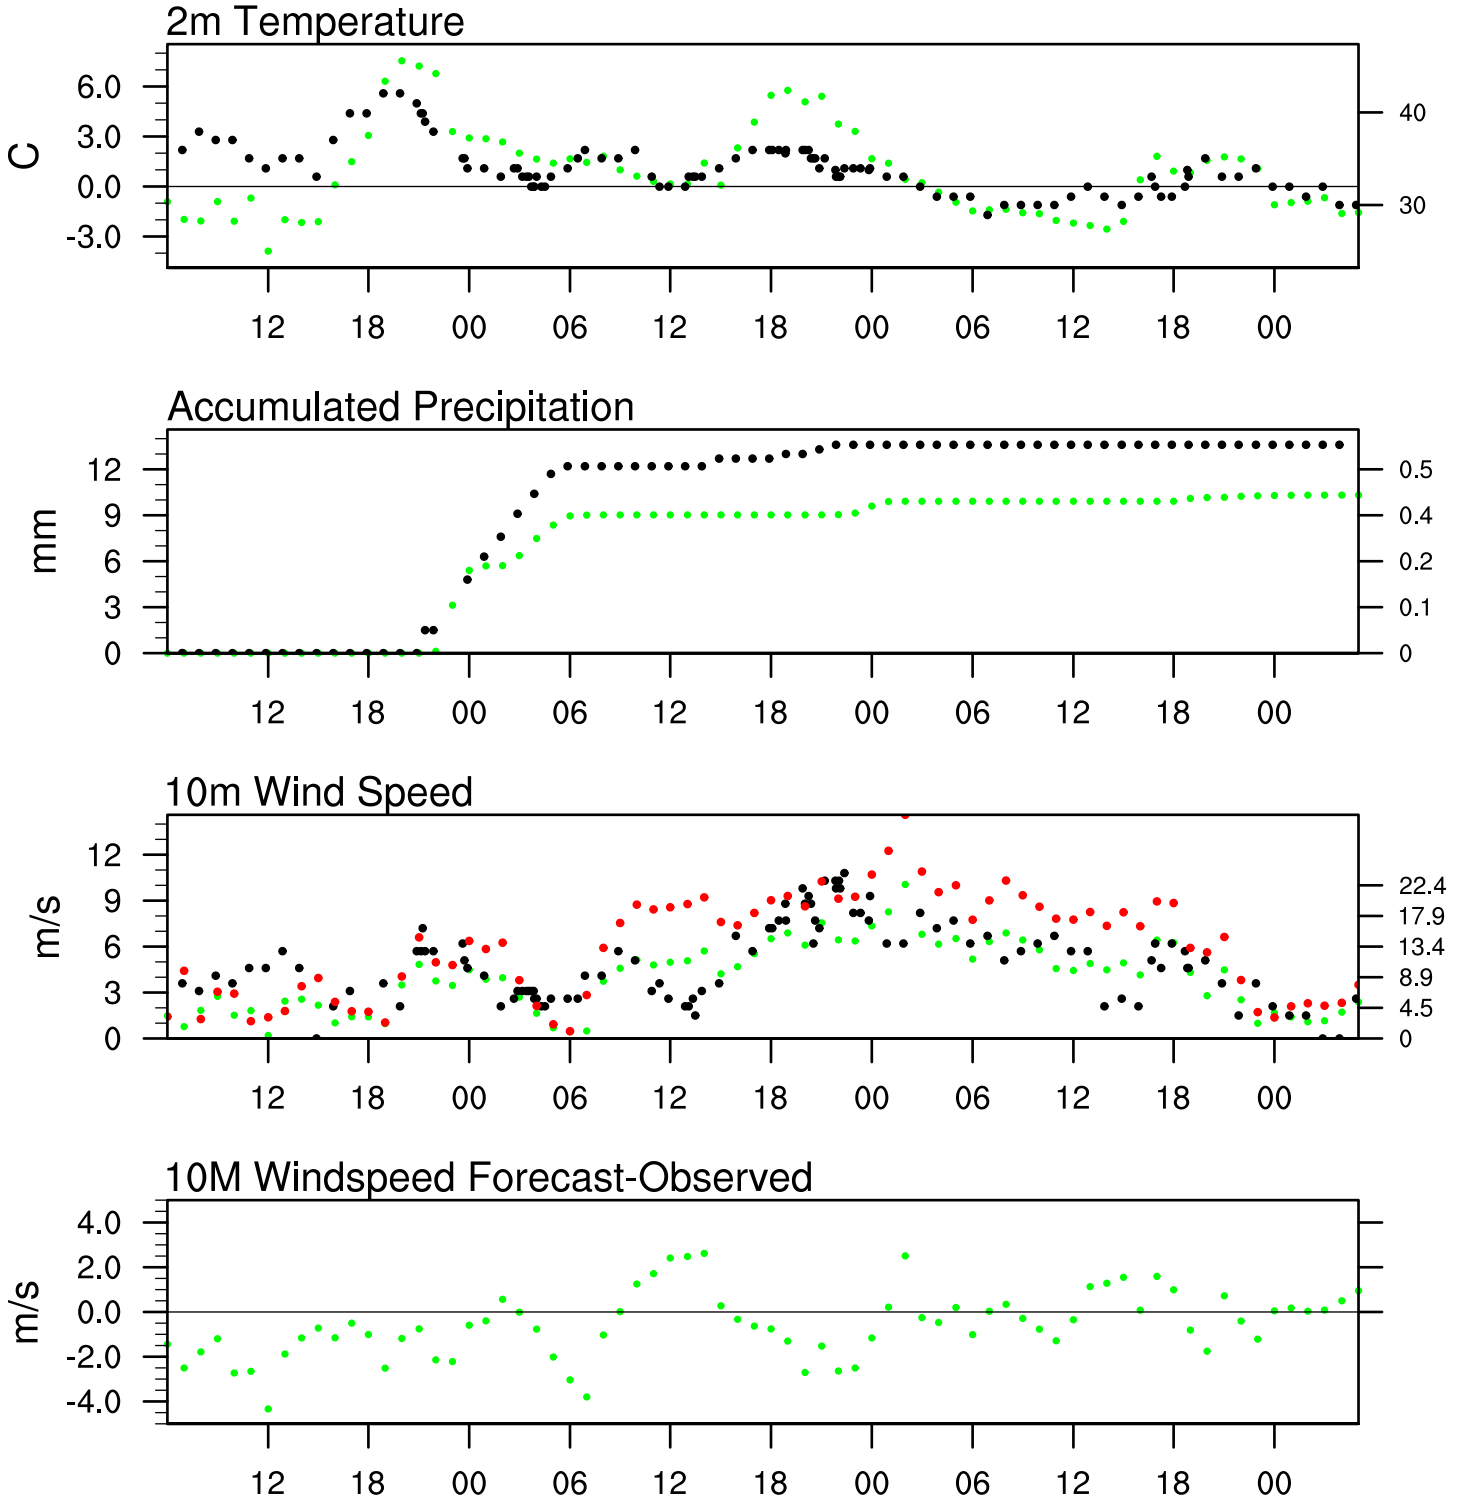 2m Temperature
C
6.0
3.0
0.0
-3.0
40
30
12 18 00 06 12 18 00 06 12 18 00
Accumulated Precipitation
mm
12
9
6
3
0
0.5
0.4
0.2
0.1
0
12 18 00 06 12 18 00 06 12 18 00
10m Wind Speed
m/s
12
9
6
3
0
22.4
17.9
13.4
8.9
4.5
0
12 18 00 06 12 18 00 06 12 18 00
10M Windspeed Forecast-Observed
m/s
4.0
2.0
0.0
-2.0
-4.0
12 18 00 06 12 18 00 06 12 18 00